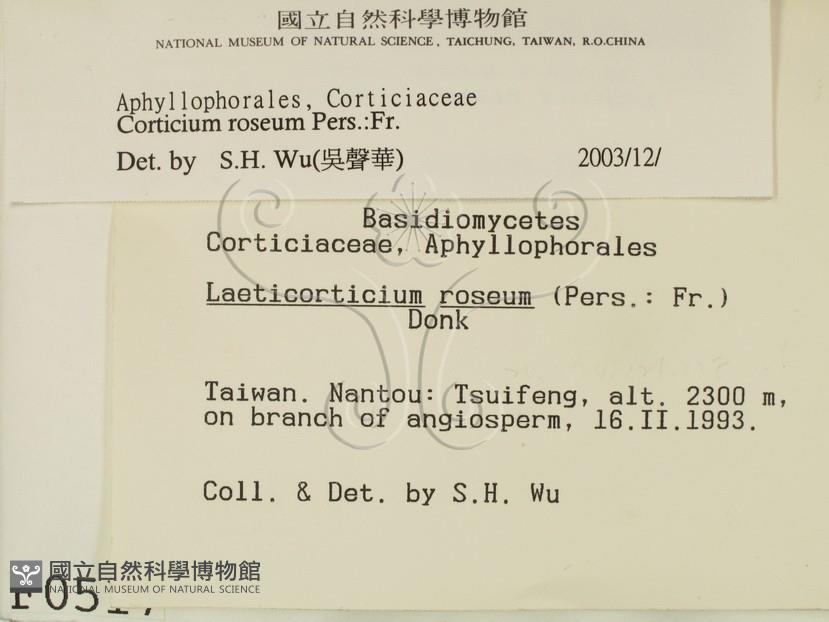 國立自然科學博物館
NATIONAL MUSEUM OF NATURAL SCIENCE, TAICHUNG, TAIWAN, R.O.CHINA
Aphyllophorales, Corticiaceae
Corticium roseum Pers.:Fr.
Det. by S.H. Wu(吳聲華) 2003/12/
Basidiomycetes
Corticiaceae, Aphyllophorales
Laeticorticium roseum (Pers.: Fr.)
Donk
Taiwan. Nantou: Tsuifeng, alt. 2300 m,
on branch of angiosperm, 16.II.1993.
Coll. & Det. by S.H. Wu
國立自然科學博物館
NATIONAL MUSEUM OF NATURAL SCIENCE